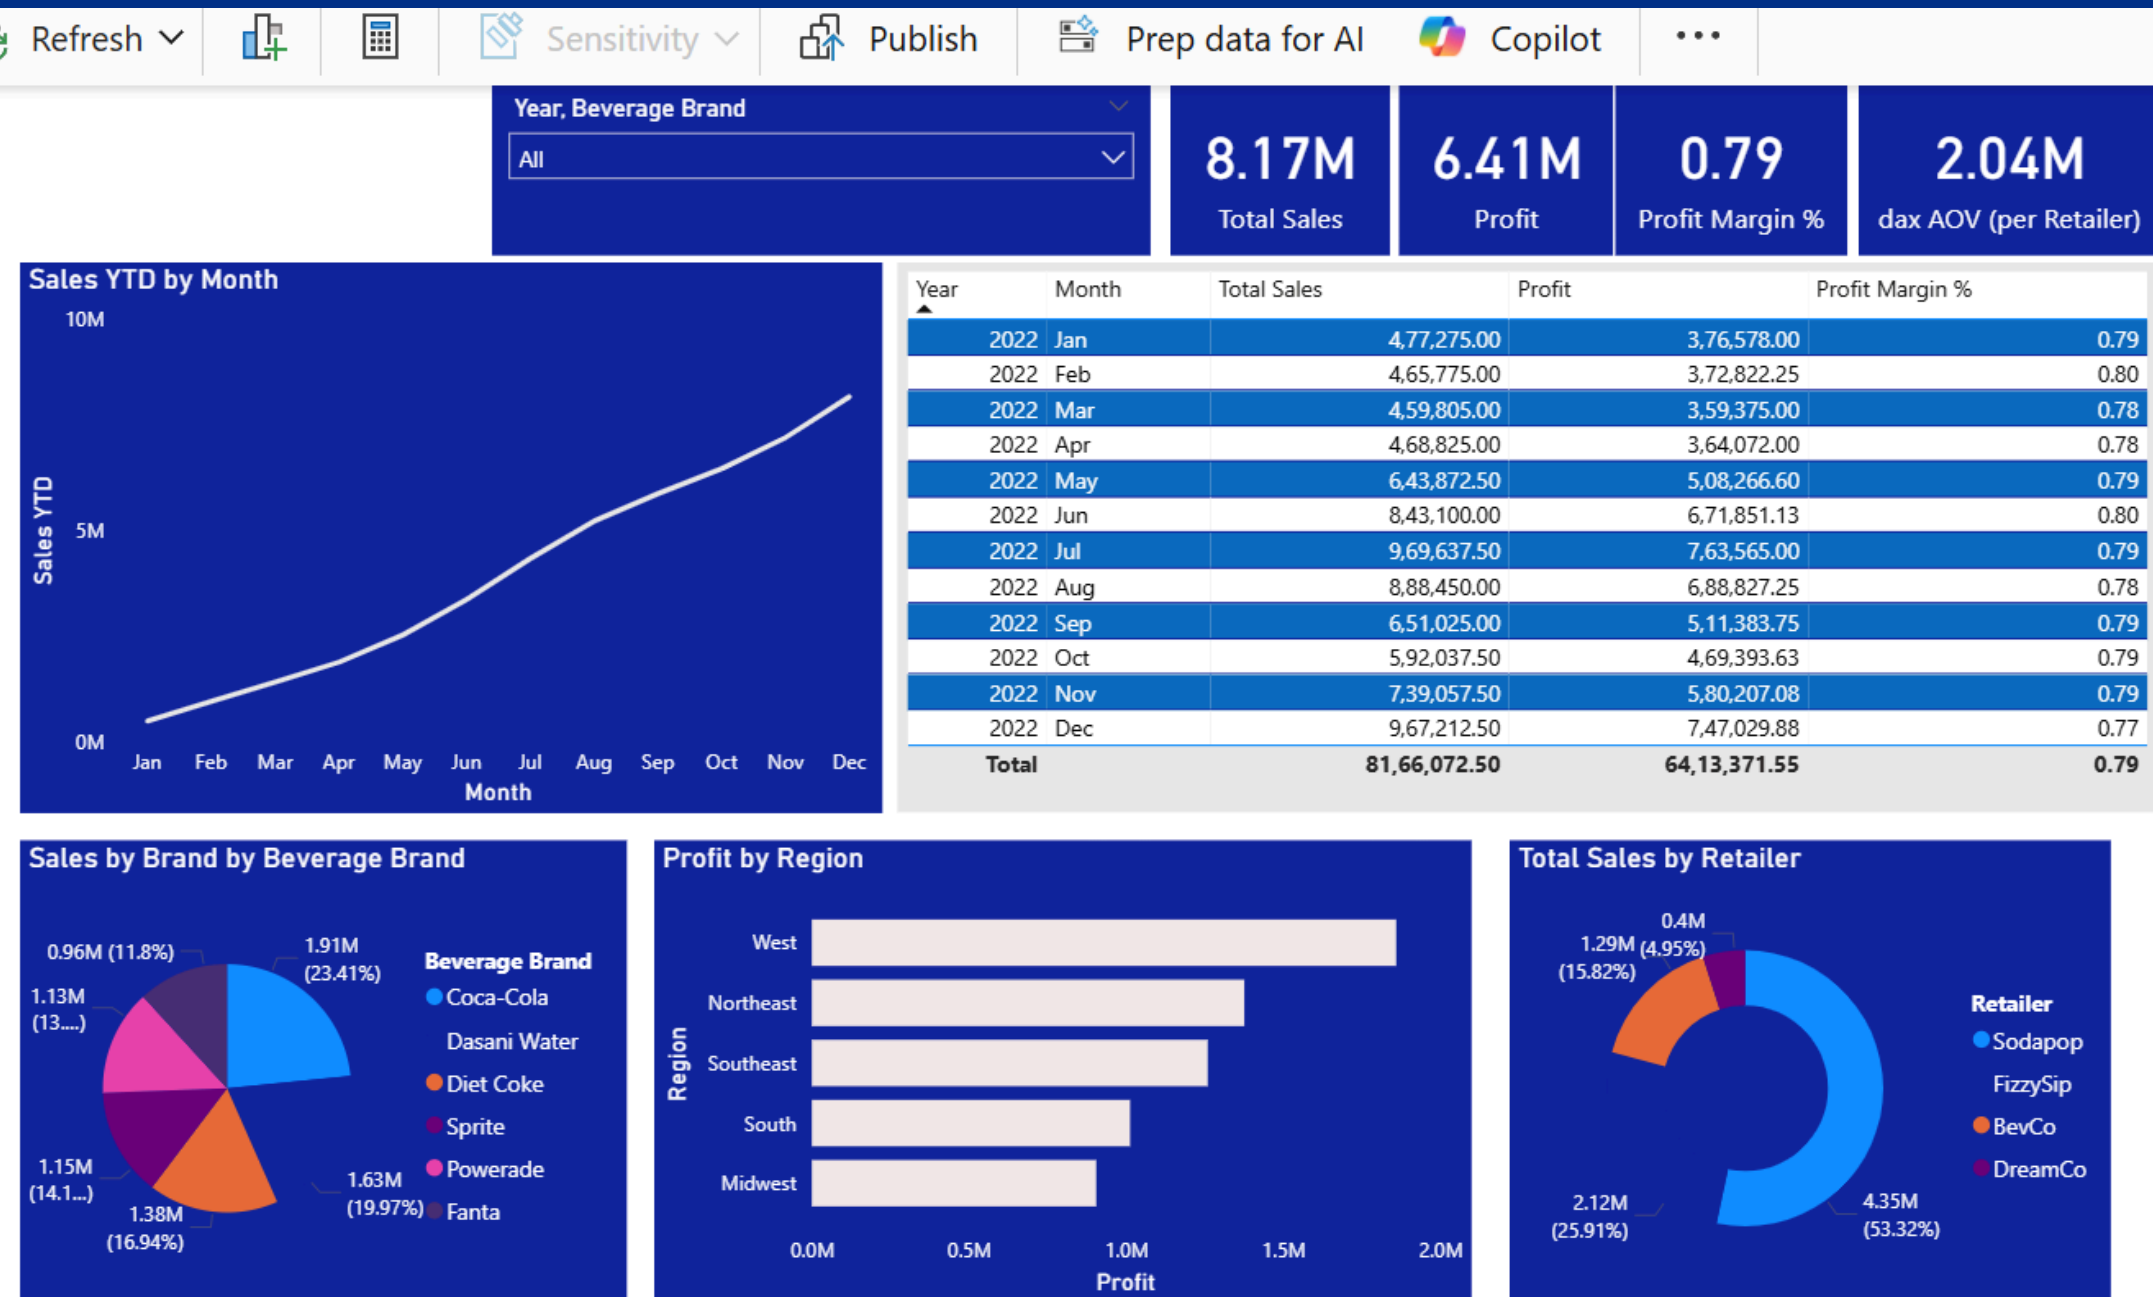 Refresh Sensitivity Publish Prep data for AI Copilot
Year, Beverage Brand
All
8.17M
Total Sales
6.41M
Profit
0.79
Profit Margin %
2.04M
dax AOV (per Retailer)
Sales YTD by Month
10M
5M
0M
Sales YTD
Jan Feb Mar Apr May Jun Jul Aug Sep Oct Nov Dec
Month
Year Month Total Sales Profit Profit Margin %
2022 Jan 4,77,275.00 3,76,578.00 0.79
2022 Feb 4,65,775.00 3,72,822.25 0.80
2022 Mar 4,59,805.00 3,59,375.00 0.78
2022 Apr 4,68,825.00 3,64,072.00 0.78
2022 May 6,43,872.50 5,08,266.60 0.79
2022 Jun 8,43,100.00 6,71,851.13 0.80
2022 Jul 9,69,637.50 7,63,565.00 0.79
2022 Aug 8,88,450.00 6,88,827.25 0.78
2022 Sep 6,51,025.00 5,11,383.75 0.79
2022 Oct 5,92,037.50 4,69,393.63 0.79
2022 Nov 7,39,057.50 5,80,207.08 0.79
2022 Dec 9,67,212.50 7,47,029.88 0.77
Total 81,66,072.50 64,13,371.55 0.79
Sales by Brand by Beverage Brand
0.96M (11.8%)
1.91M
(23.41%)
1.13M
(13....)
1.15M
(14.1...)
1.38M
(16.94%)
1.63M
(19.97%)
Beverage Brand
Coca-Cola
Dasani Water
Diet Coke
Sprite
Powerade
Fanta
Profit by Region
Region
West
Northeast
Southeast
South
Midwest
0.0M 0.5M 1.0M 1.5M 2.0M
Profit
Total Sales by Retailer
0.4M
(4.95%)
1.29M
(15.82%)
2.12M
(25.91%)
4.35M
(53.32%)
Retailer
Sodapop
FizzySip
BevCo
DreamCo